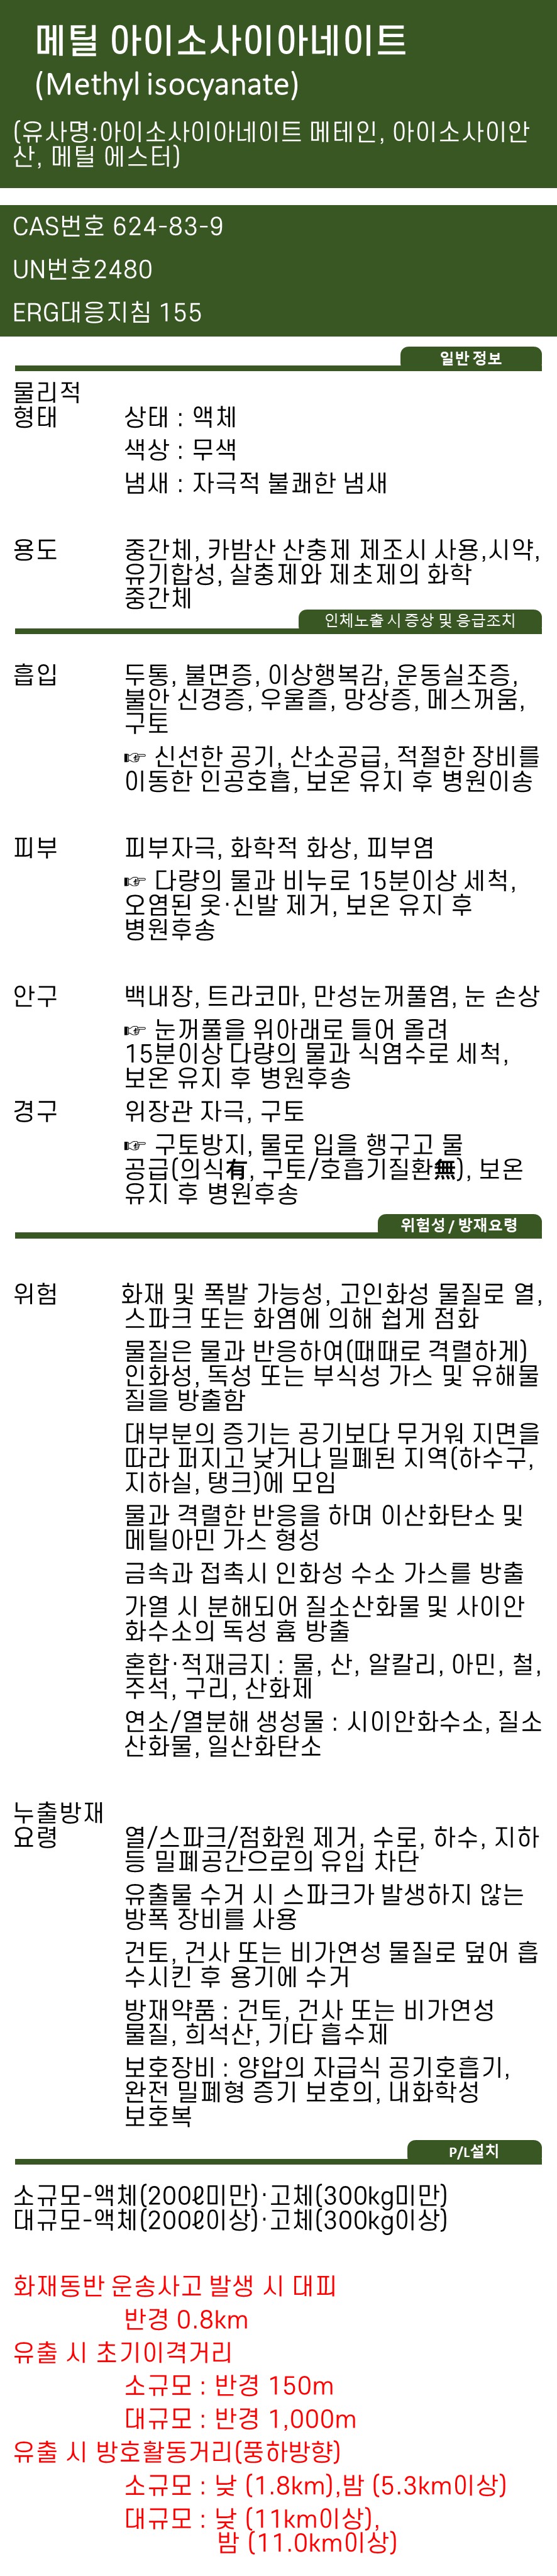 메틸 아이소사이아네이트
(Methyl isocyanate)
(유사명:아이소사이아네이트 메테인, 아이소사이안
산, 메틸 에스터)
CAS번호 624-83-9
UN번호2480
ERG대응지침 155
일반 정보
물리적
형태 상태 : 액체
색상 : 무색
냄새 : 자극적 불쾌한 냄새
용도 중간체, 카밤산 산충제 제조시 사용,시약,
유기합성, 살충제와 제초제의 화학
중간체
인체노출 시 증상 및 응급조치
흡입 두통, 불면증, 이상행복감, 운동실조증,
불안 신경증, 우울즐, 망상증, 메스꺼움,
구토
☞ 신선한 공기, 산소공급, 적절한 장비를
이동한 인공호흡, 보온 유지 후 병원이송
피부 피부자극, 화학적 화상, 피부염
☞ 다량의 물과 비누로 15분이상 세척,
오염된 옷·신발 제거, 보온 유지 후
병원후송
안구 백내장, 트라코마, 만성눈꺼풀염, 눈 손상
☞ 눈꺼풀을 위아래로 들어 올려
15분이상 다량의 물과 식염수로 세척,
보온 유지 후 병원후송
경구 위장관 자극, 구토
☞ 구토방지, 물로 입을 행구고 물
공급(의식有, 구토/호흡기질환無), 보온
유지 후 병원후송
위험성 / 방재요령
위험 화재 및 폭발 가능성, 고인화성 물질로 열,
스파크 또는 화염에 의해 쉽게 점화
물질은 물과 반응하여(때때로 격렬하게)
인화성, 독성 또는 부식성 가스 및 유해물
질을 방출함
대부분의 증기는 공기보다 무거워 지면을
따라 퍼지고 낮거나 밀폐된 지역(하수구,
지하실, 탱크)에 모임
물과 격렬한 반응을 하며 이산화탄소 및
메틸아민 가스 형성
금속과 접촉시 인화성 수소 가스를 방출
가열 시 분해되어 질소산화물 및 사이안
화수소의 독성 흄 방출
혼합·적재금지 : 물, 산, 알칼리, 아민, 철,
주석, 구리, 산화제
연소/열분해 생성물 : 시이안화수소, 질소
산화물, 일산화탄소
누출방재
요령 열/스파크/점화원 제거, 수로, 하수, 지하
등 밀폐공간으로의 유입 차단
유출물 수거 시 스파크가 발생하지 않는
방폭 장비를 사용
건토, 건사 또는 비가연성 물질로 덮어 흡
수시킨 후 용기에 수거
방재약품 : 건토, 건사 또는 비가연성
물질, 희석산, 기타 흡수제
보호장비 : 양압의 자급식 공기호흡기,
완전 밀폐형 증기 보호의, 내화학성
보호복
P/L설치
소규모-액체(200ℓ미만)·고체(300kg미만)
대규모-액체(200ℓ이상)·고체(300kg이상)
화재동반 운송사고 발생 시 대피
반경 0.8km
유출 시 초기이격거리
소규모 : 반경 150m
대규모 : 반경 1,000m
유출 시 방호활동거리(풍하방향)
소규모 : 낮 (1.8km),밤 (5.3km이상)
대규모 : 낮 (11km이상),
밤 (11.0km이상)